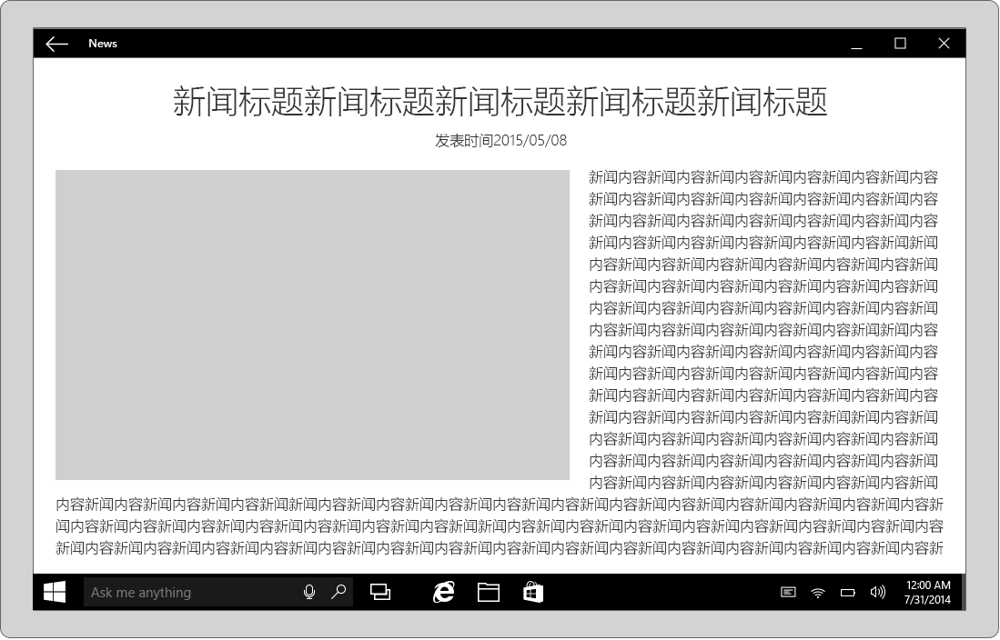 News
新闻标题新闻标题新闻标题新闻标题新闻标题
发表时间2015/05/08
新闻内容新闻内容新闻内容新闻内容新闻内容新闻内容
新闻内容新闻内容新闻内容新闻内容新闻内容新闻内容
新闻内容新闻内容新闻内容新闻内容新闻内容新闻内容
新闻内容新闻内容新闻内容新闻内容新闻内容新闻新闻
内容新闻内容新闻内容新闻内容新闻内容新闻内容新闻
内容新闻内容新闻内容新闻内容新闻内容新闻内容新闻
内容新闻内容新闻内容新闻内容新闻内容新闻内容新闻
内容新闻内容新闻内容新闻内容新闻内容新闻新闻内容
新闻内容新闻内容新闻内容新闻内容新闻内容新闻内容
新闻内容新闻内容新闻内容新闻内容新闻内容新闻内容
新闻内容新闻内容新闻内容新闻内容新闻内容新闻内容
新闻内容新闻内容新闻内容新闻内容新闻新闻内容新闻
内容新闻内容新闻内容新闻内容新闻内容新闻内容新闻
内容新闻内容新闻内容新闻内容新闻内容新闻内容新闻
内容新闻内容新闻内容新闻内容新闻内容新闻内容新闻
内容新闻内容新闻内容新闻内容新闻新闻内容新闻内容新闻内容新闻内容新闻内容新闻内容新闻内容新闻内容新闻内容新闻内容新闻内容新
闻内容新闻内容新闻内容新闻内容新闻内容新闻内容新闻内容新闻新闻内容新闻内容新闻内容新闻内容新闻内容新闻内容新闻内容新闻内容
新闻内容新闻内容新闻内容新闻内容新闻内容新闻内容新闻内容新闻内容新闻内容新闻内容新闻内容新闻内容新闻内容新闻内容新闻内容新
Ask me anything
12:00 AM
7/31/2014